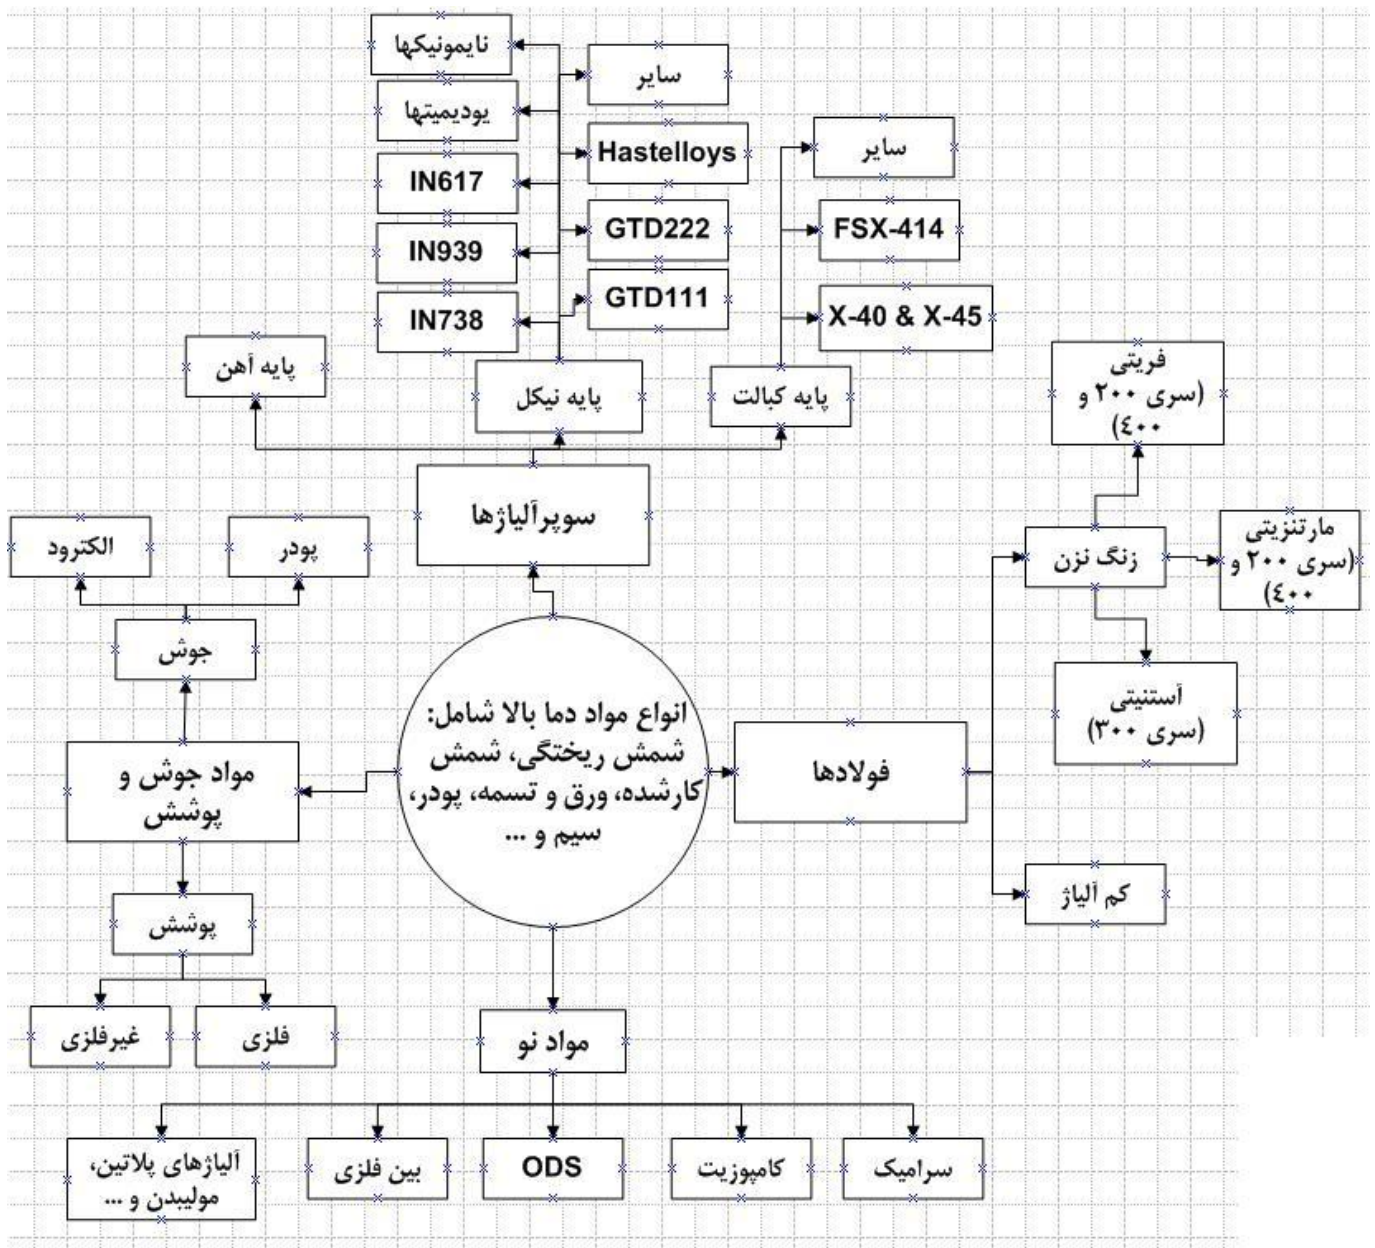 نایمونیکها
سایر
یودیمیتها
سایر
Hastelloys
IN617
FSX-414
GTD222
IN939
GTD111
X-40 & X-45
IN738
پایه آهن
پایه نیکل
پایه کبالت
فریتی
(سری ۲۰۰ و
۴۰۰)
سوپرآلیاژها
الکترود
پودر
زنگ نزن
مارتنزیتی
(سری ۲۰۰ و
۴۰۰)
جوش
آستنیتی
(سری ۳۰۰)
انواع مواد دما بالا شامل:
شمش ریختگی، شمش
کارشده، ورق و تسمه، پودر،
سیم و ...
فولادها
مواد جوش و
پوشش
کم آلیاژ
پوشش
غیرفلزی
فلزی
مواد نو
آلیاژهای پلاتین،
مولیبدن و ...
بین فلزی
ODS
کامپوزیت
سرامیک